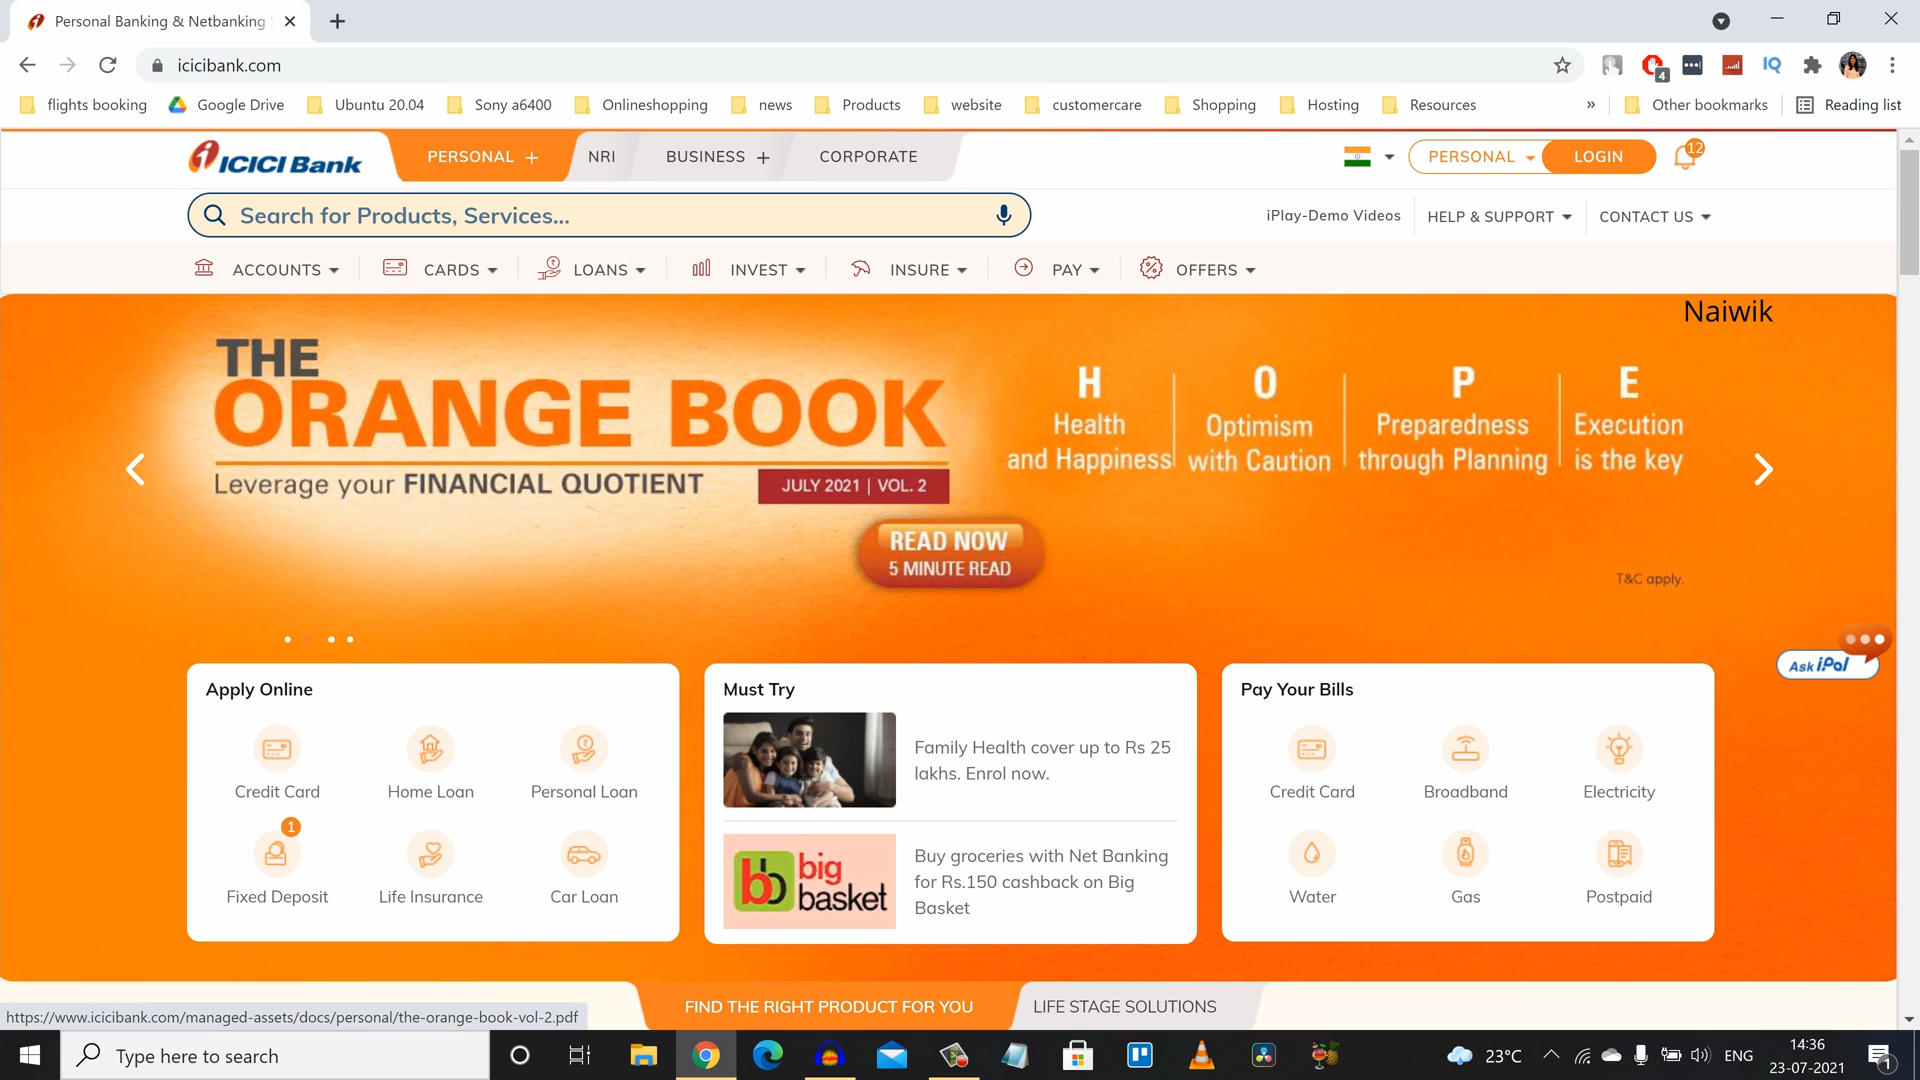 Personal Banking & Netbanking
icicibank.com
4
IQ
flights booking Google Drive Ubuntu 20.04 Sony a6400 Onlineshopping news Products website customercare Shopping Hosting Resources » Other bookmarks Reading list
ICICI Bank PERSONAL + NRI BUSINESS + CORPORATE PERSONAL LOGIN 12
Search for Products, Services... iPlay-Demo Videos HELP & SUPPORT CONTACT US
ACCOUNTS CARDS LOANS INVEST INSURE PAY OFFERS
Naiwik
THE
ORANGE BOOK
Leverage your FINANCIAL QUOTIENT
JULY 2021 | VOL. 2
H O P E
Health Optimism Preparedness Execution
and Happiness with Caution through Planning is the key
READ NOW
5 MINUTE READ
T&C apply.
Ask iPal
Apply Online
Credit Card Home Loan Personal Loan
1
Fixed Deposit Life Insurance Car Loan
Must Try
Family Health cover up to Rs 25
lakhs. Enrol now.
bb big
basket
Buy groceries with Net Banking
for Rs.150 cashback on Big
Basket
Pay Your Bills
Credit Card Broadband Electricity
Water Gas Postpaid
FIND THE RIGHT PRODUCT FOR YOU LIFE STAGE SOLUTIONS
https://www.icicibank.com/managed-assets/docs/personal/the-orange-book-vol-2.pdf
Type here to search
23°C ENG
14:36
23-07-2021
1